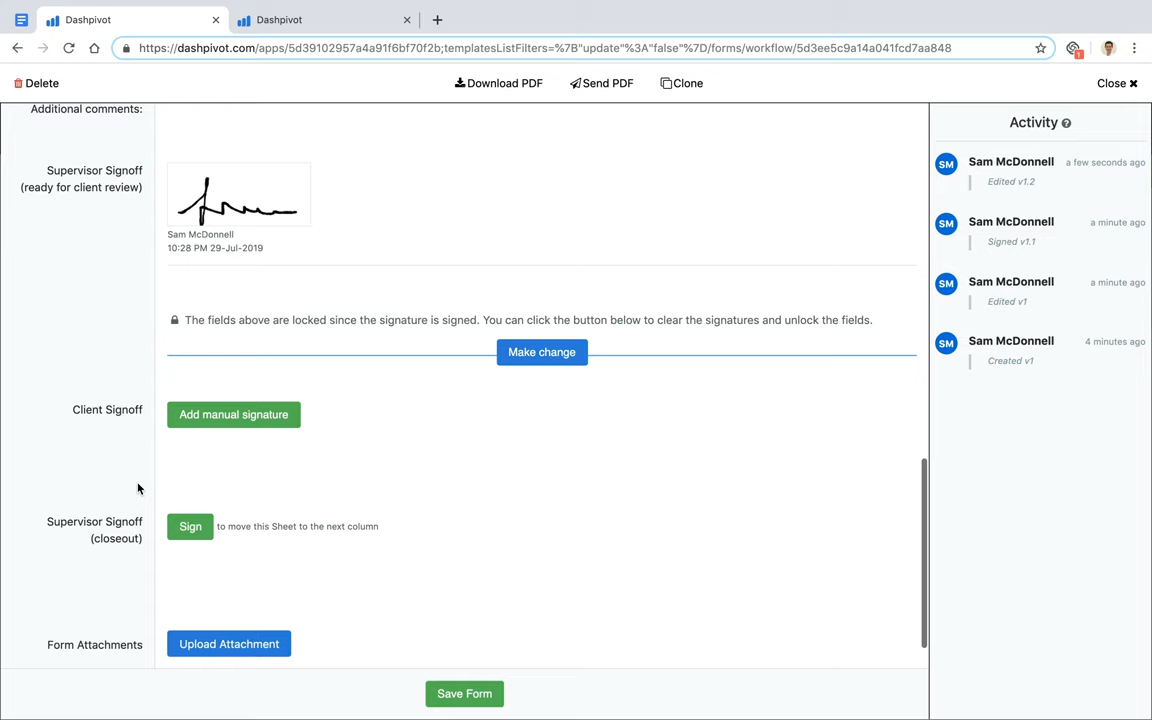 Dashpivot
Dashpivot
https://dashpivot.com/apps/5d39102957a4a91f6bf70f2b;templatesListFilters=%7B"update"%3A"false"%7D/forms/workflow/5d3ee5c9a14a041fcd7aa848
Delete
Download PDF
Send PDF
Clone
Close
Additional comments:
Supervisor Signoff
(ready for client review)
Sam McDonnell
10:28 PM 29-Jul-2019
The fields above are locked since the signature is signed. You can click the button below to clear the signatures and unlock the fields.
Make change
Client Signoff
Add manual signature
Supervisor Signoff
(closeout)
Sign
to move this Sheet to the next column
Form Attachments
Upload Attachment
Save Form
Activity
SM
Sam McDonnell
a few seconds ago
Edited v1.2
SM
Sam McDonnell
a minute ago
Signed v1.1
SM
Sam McDonnell
a minute ago
Edited v1
SM
Sam McDonnell
4 minutes ago
Created v1